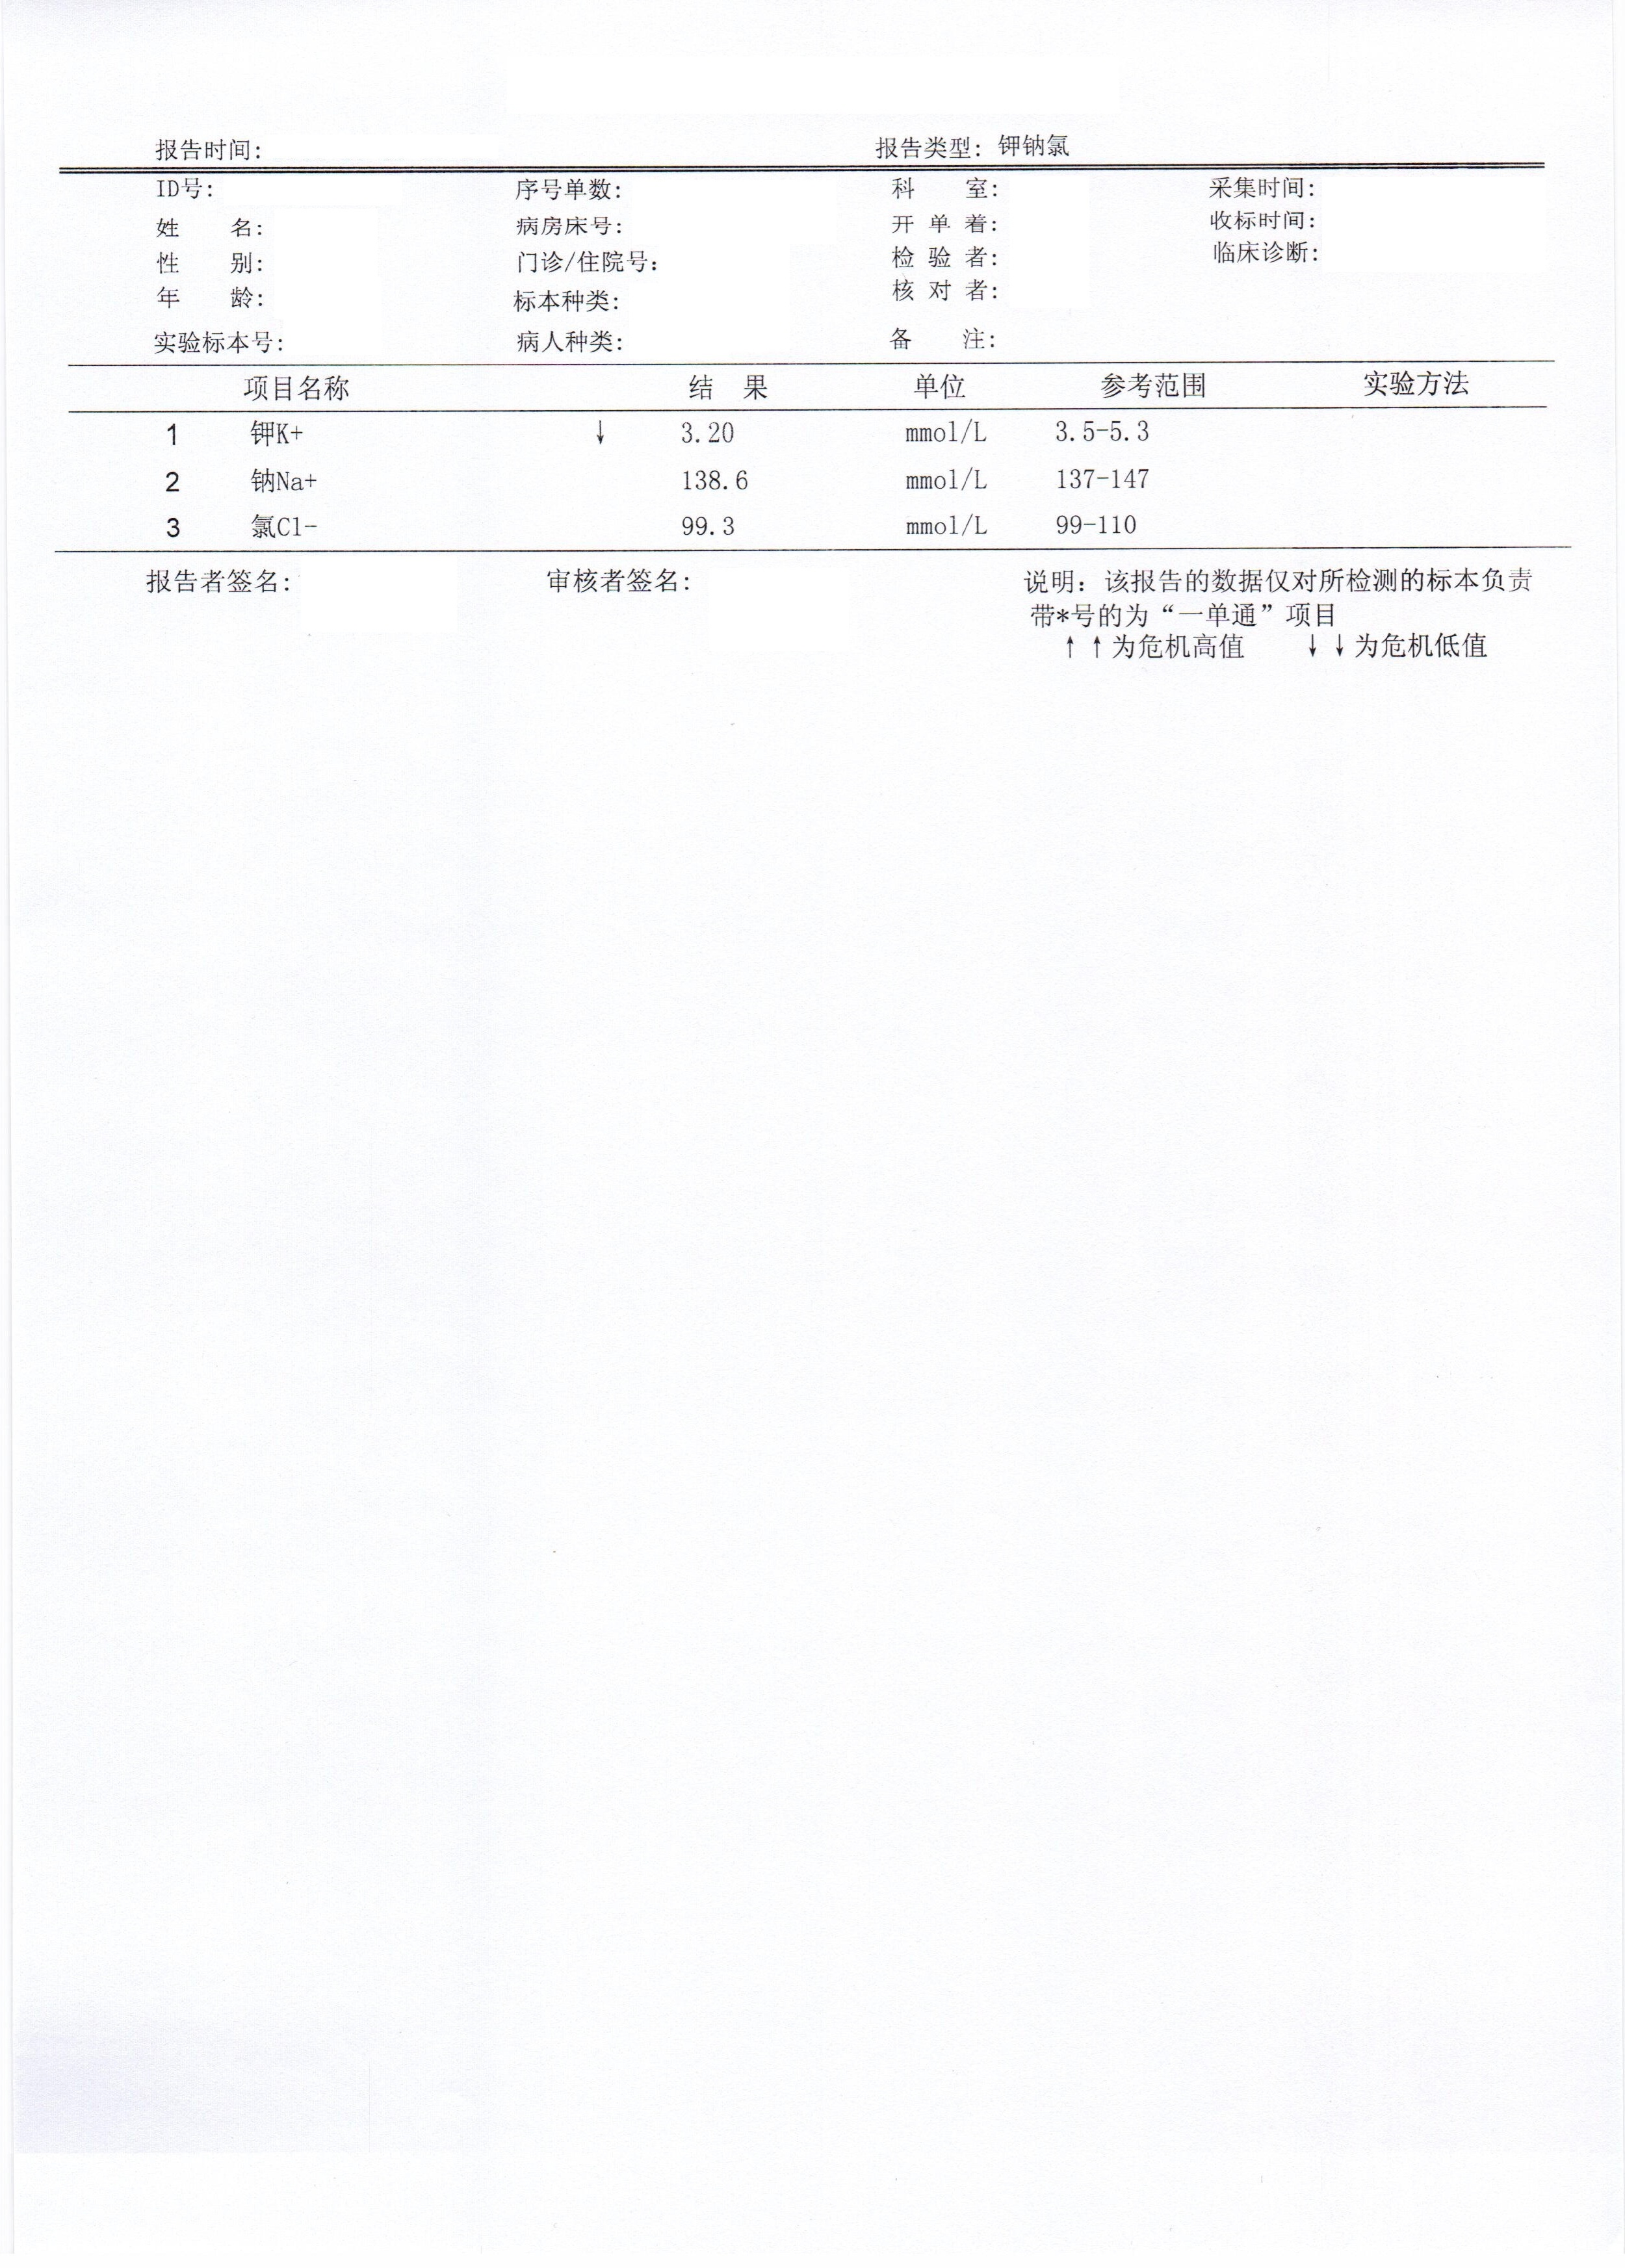 报告时间: 报告类型: 钾钠氯
ID号: 序号单数: 科 室: 采集时间:
姓 名: 病房床号: 开 单 着: 收标时间:
性 别: 门诊/住院号: 检 验 者: 临床诊断:
年 龄: 标本种类: 核 对 者:
实验标本号: 病人种类: 备 注:
项目名称 结 果 单位 参考范围 实验方法
1 钾K+ ↓ 3.20 mmol/L 3.5-5.3
2 钠Na+ 138.6 mmol/L 137-147
3 氯Cl- 99.3 mmol/L 99-110
报告者签名: 审核者签名: 说明: 该报告的数据仅对所检测的标本负责
带*号的为“一单通”项目
↑↑为危机高值 ↓↓为危机低值